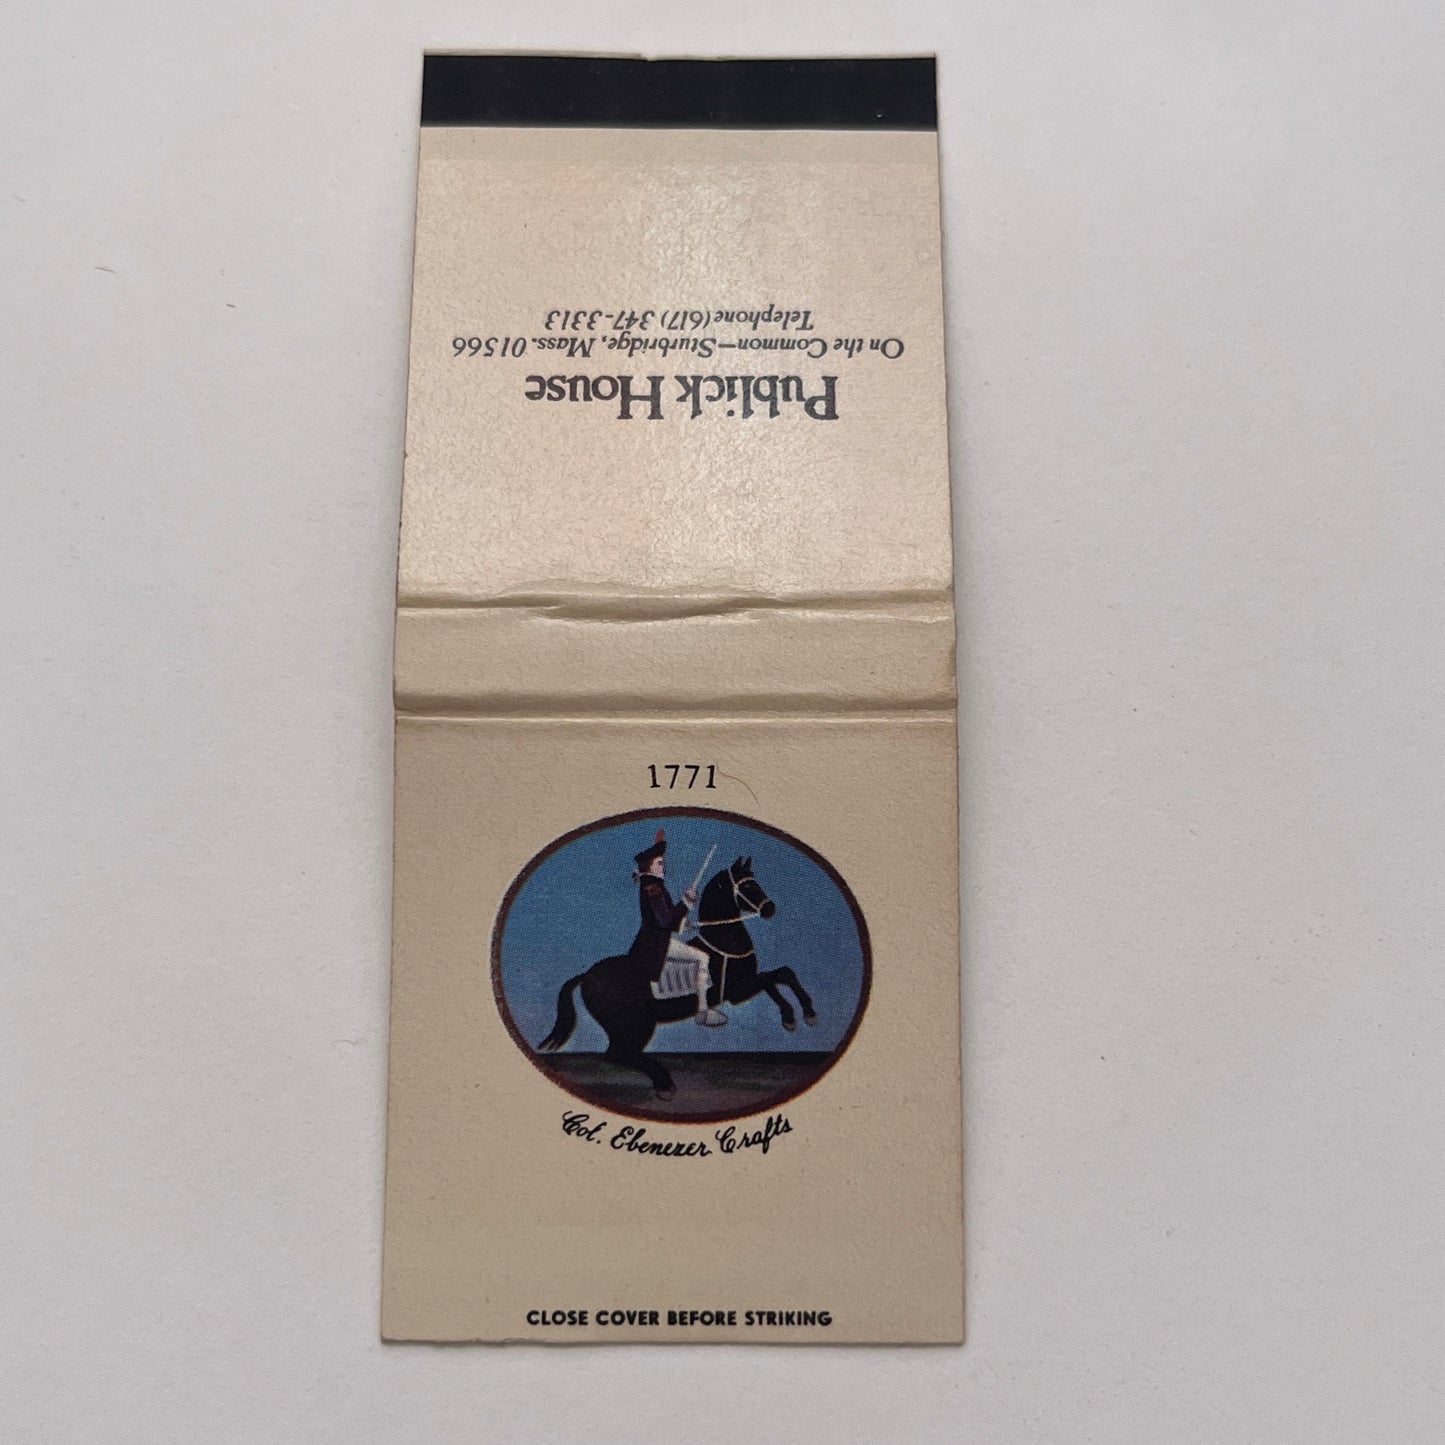 Publick House
On the Common—Sturbridge, Mass. 01566
Telephone (617) 347-3313
1771
Col. Ebenezer Crafts
CLOSE COVER BEFORE STRIKING